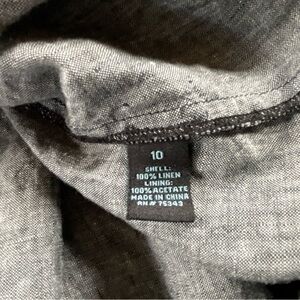 10
SHELL:
100% LINEN
LINING:
100% ACETATE
MADE IN CHINA
RN# 75343